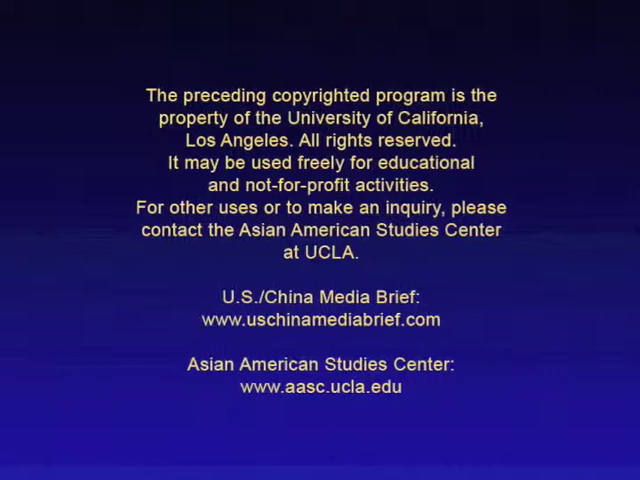 The preceding copyrighted program is the
property of the University of California,
Los Angeles. All rights reserved.
It may be used freely for educational
and not-for-profit activities.
For other uses or to make an inquiry, please
contact the Asian American Studies Center
at UCLA.
U.S./China Media Brief:
www.uschinamediabrief.com
Asian American Studies Center:
www.aasc.ucla.edu